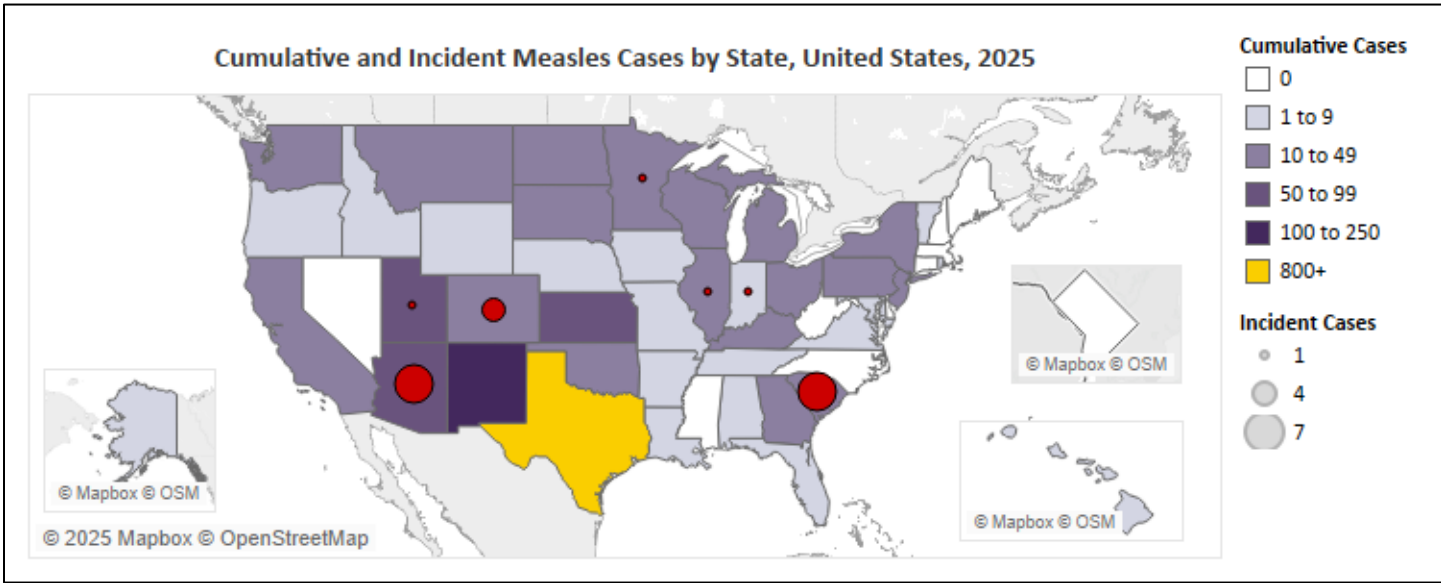 Cumulative and Incident Measles Cases by State, United States, 2025
Cumulative Cases
0
1 to 9
10 to 49
50 to 99
100 to 250
800+
Incident Cases
1
4
7
© Mapbox © OSM
© Mapbox © OSM
© Mapbox © OSM
© 2025 Mapbox © OpenStreetMap